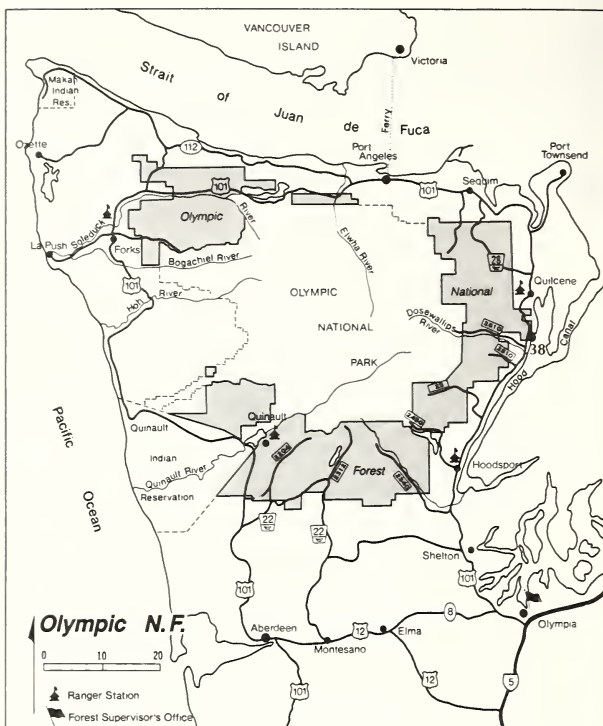 VANCOUVER
ISLAND
Victoria
Strait
of
Juan
de
Fuca
Ferry
Makah
Indian
Res.
Ozette
112
Port
Angeles
Port
Townsend
101
101
Sequim
Olympic
River
Soleduck
La Push
Forks
Bogachiel River
Elwha River
National
28
Quilcene
101
Hoh
River
OLYMPIC
NATIONAL
PARK
Dosewallips
River
2610
2510
38
Hood
Canal
Pacific
Ocean
Quinault
Indian
Reservation
Quinault River
Quinault
Forest
Hoodsport
22
22
Shelton
101
101
8
Olympia
Olympic N.F.
0
10
20
Aberdeen
Montesano
12
Elma
101
12
5
Ranger Station
Forest Supervisor's Office